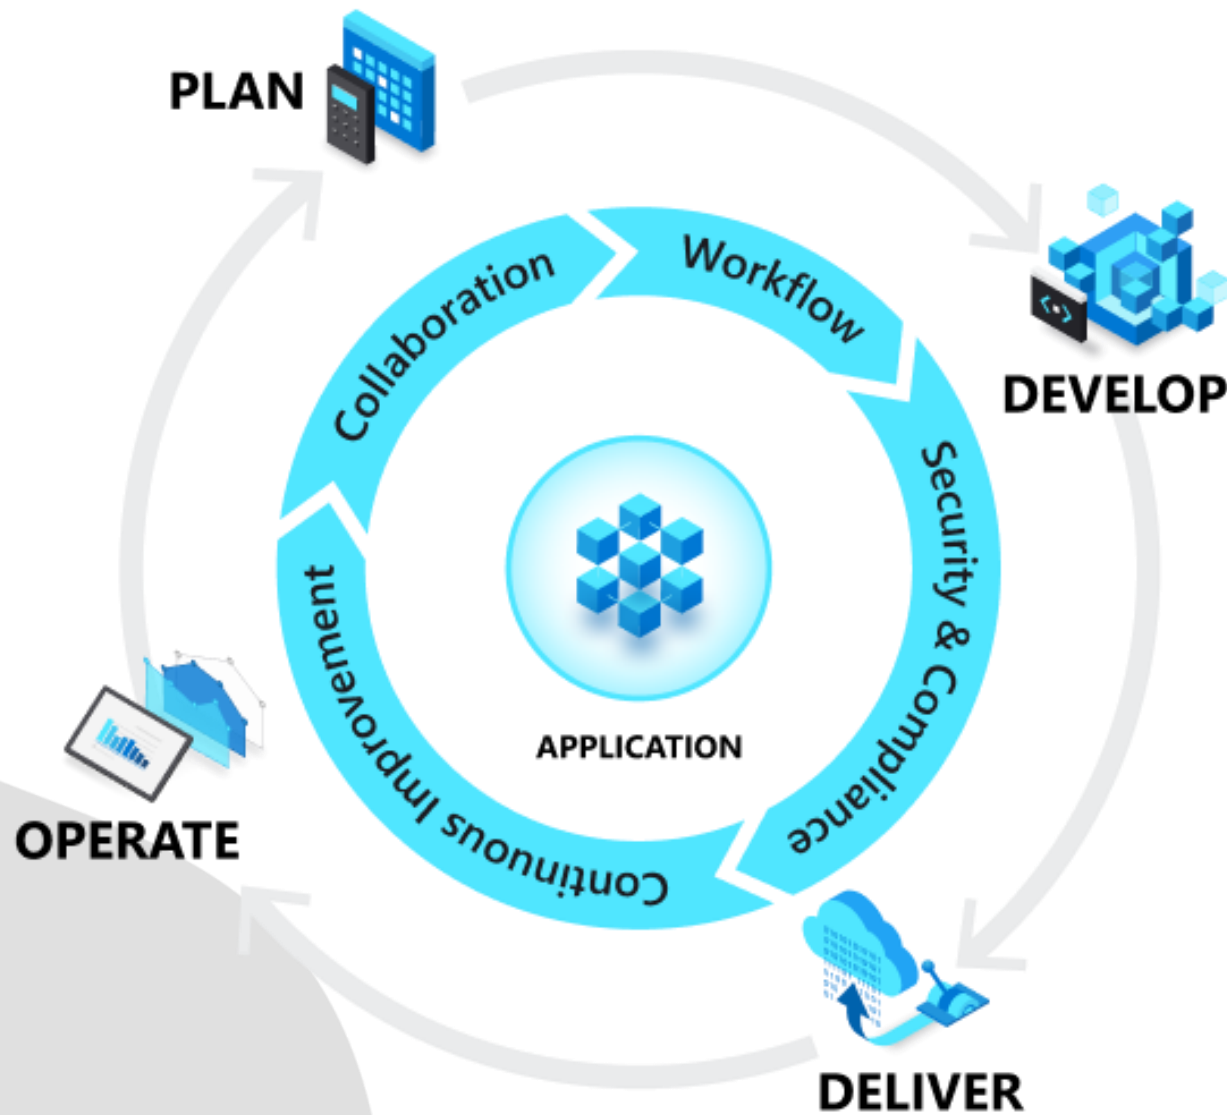 PLAN
DEVELOP
DELIVER
OPERATE
Collaboration
Workflow
Security & Compliance
Continuous Improvement
APPLICATION